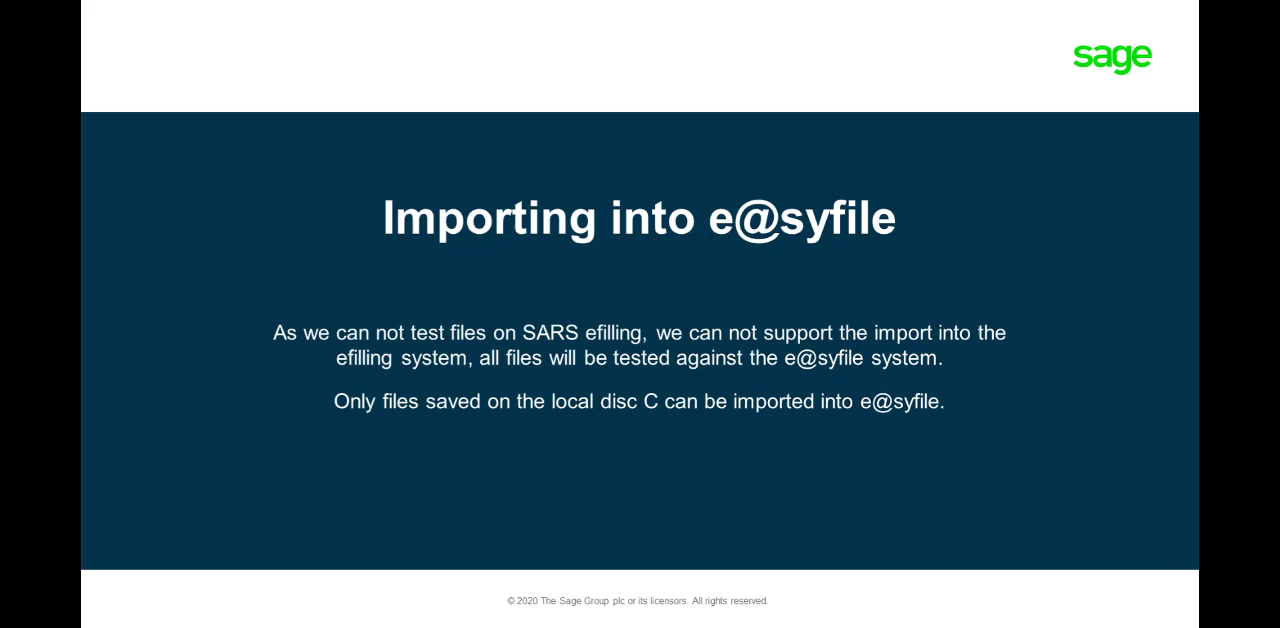 sage
Importing into e@syfile
As we can not test files on SARS efilling, we can not support the import into the
efilling system, all files will be tested against the e@syfile system.
Only files saved on the local disc C can be imported into e@syfile.
© 2020 The Sage Group plc or its licensors. All rights reserved.